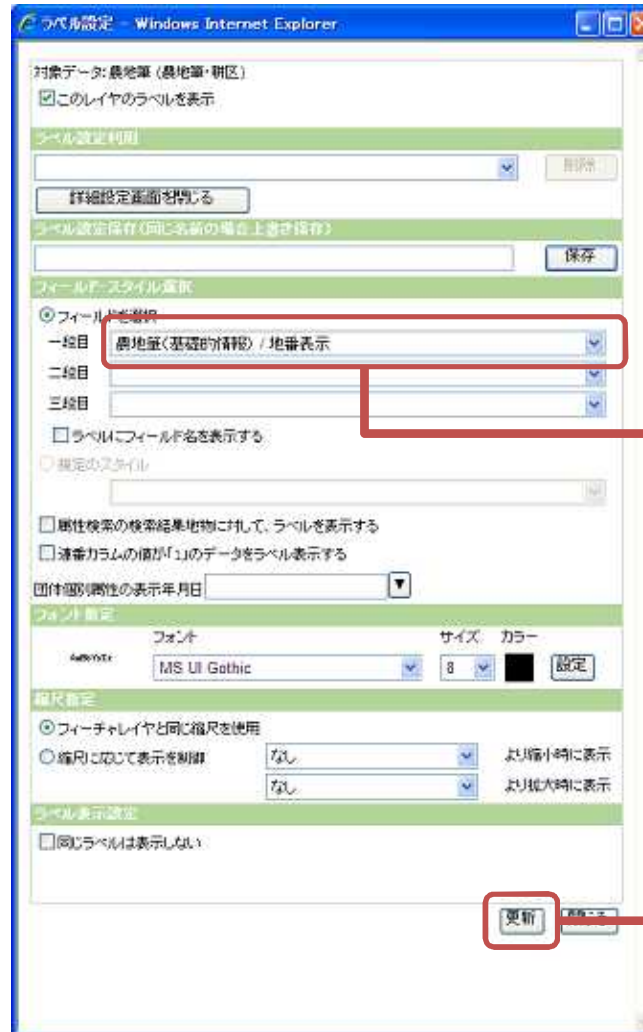 ラベル設定 - Windows Internet Explorer
対象データ: 農地筆 (農地筆・耕区)
このレイヤのラベルを表示
ラベル設定利用
削除
詳細設定画面を閉じる
ラベル設定保存(同じ名前の場合上書き保存)
保存
フィールド・スタイル選択
フィールドを選択
一段目 農地筆(基礎的情報) / 地番表示
二段目
三段目
ラベルにフィールド名を表示する
規定のスタイル
属性検索の検索結果地物に対して、ラベルを表示する
連番カラムの値が「1」のデータをラベル表示する
団体個別属性の表示年月日
フォント指定
フォント サイズ カラー
MS UI Gothic 8 設定
縮尺指定
フィーチャレイヤと同じ縮尺を使用
縮尺に応じて表示を制御 なし より縮小時に表示
なし より拡大時に表示
ラベル表示設定
同じラベルは表示しない
更新 閉じる